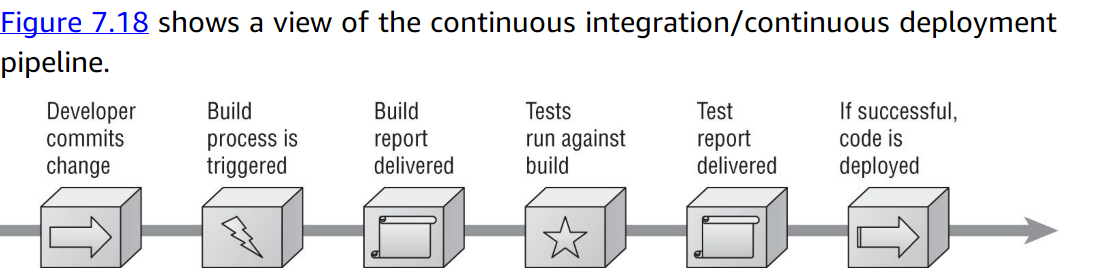 Figure 7.18 shows a view of the continuous integration/continuous deployment
pipeline.
Developer
commits
change
Build
process is
triggered
Build
report
delivered
Tests
run against
build
Test
report
delivered
If successful,
code is
deployed